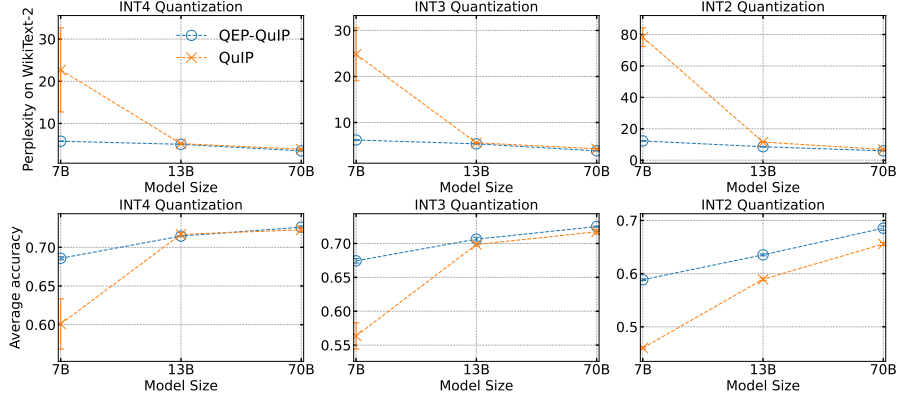 INT4 Quantization
INT3 Quantization
INT2 Quantization
Perplexity on WikiText-2
30
20
10
QEP-QuIP
QuIP
7B
13B
70B
Model Size
30
20
10
7B
13B
70B
Model Size
80
60
40
20
0
7B
13B
70B
Model Size
INT4 Quantization
INT3 Quantization
INT2 Quantization
Average accuracy
0.70
0.65
0.60
7B
13B
70B
Model Size
0.70
0.65
0.60
0.55
7B
13B
70B
Model Size
0.7
0.6
0.5
7B
13B
70B
Model Size